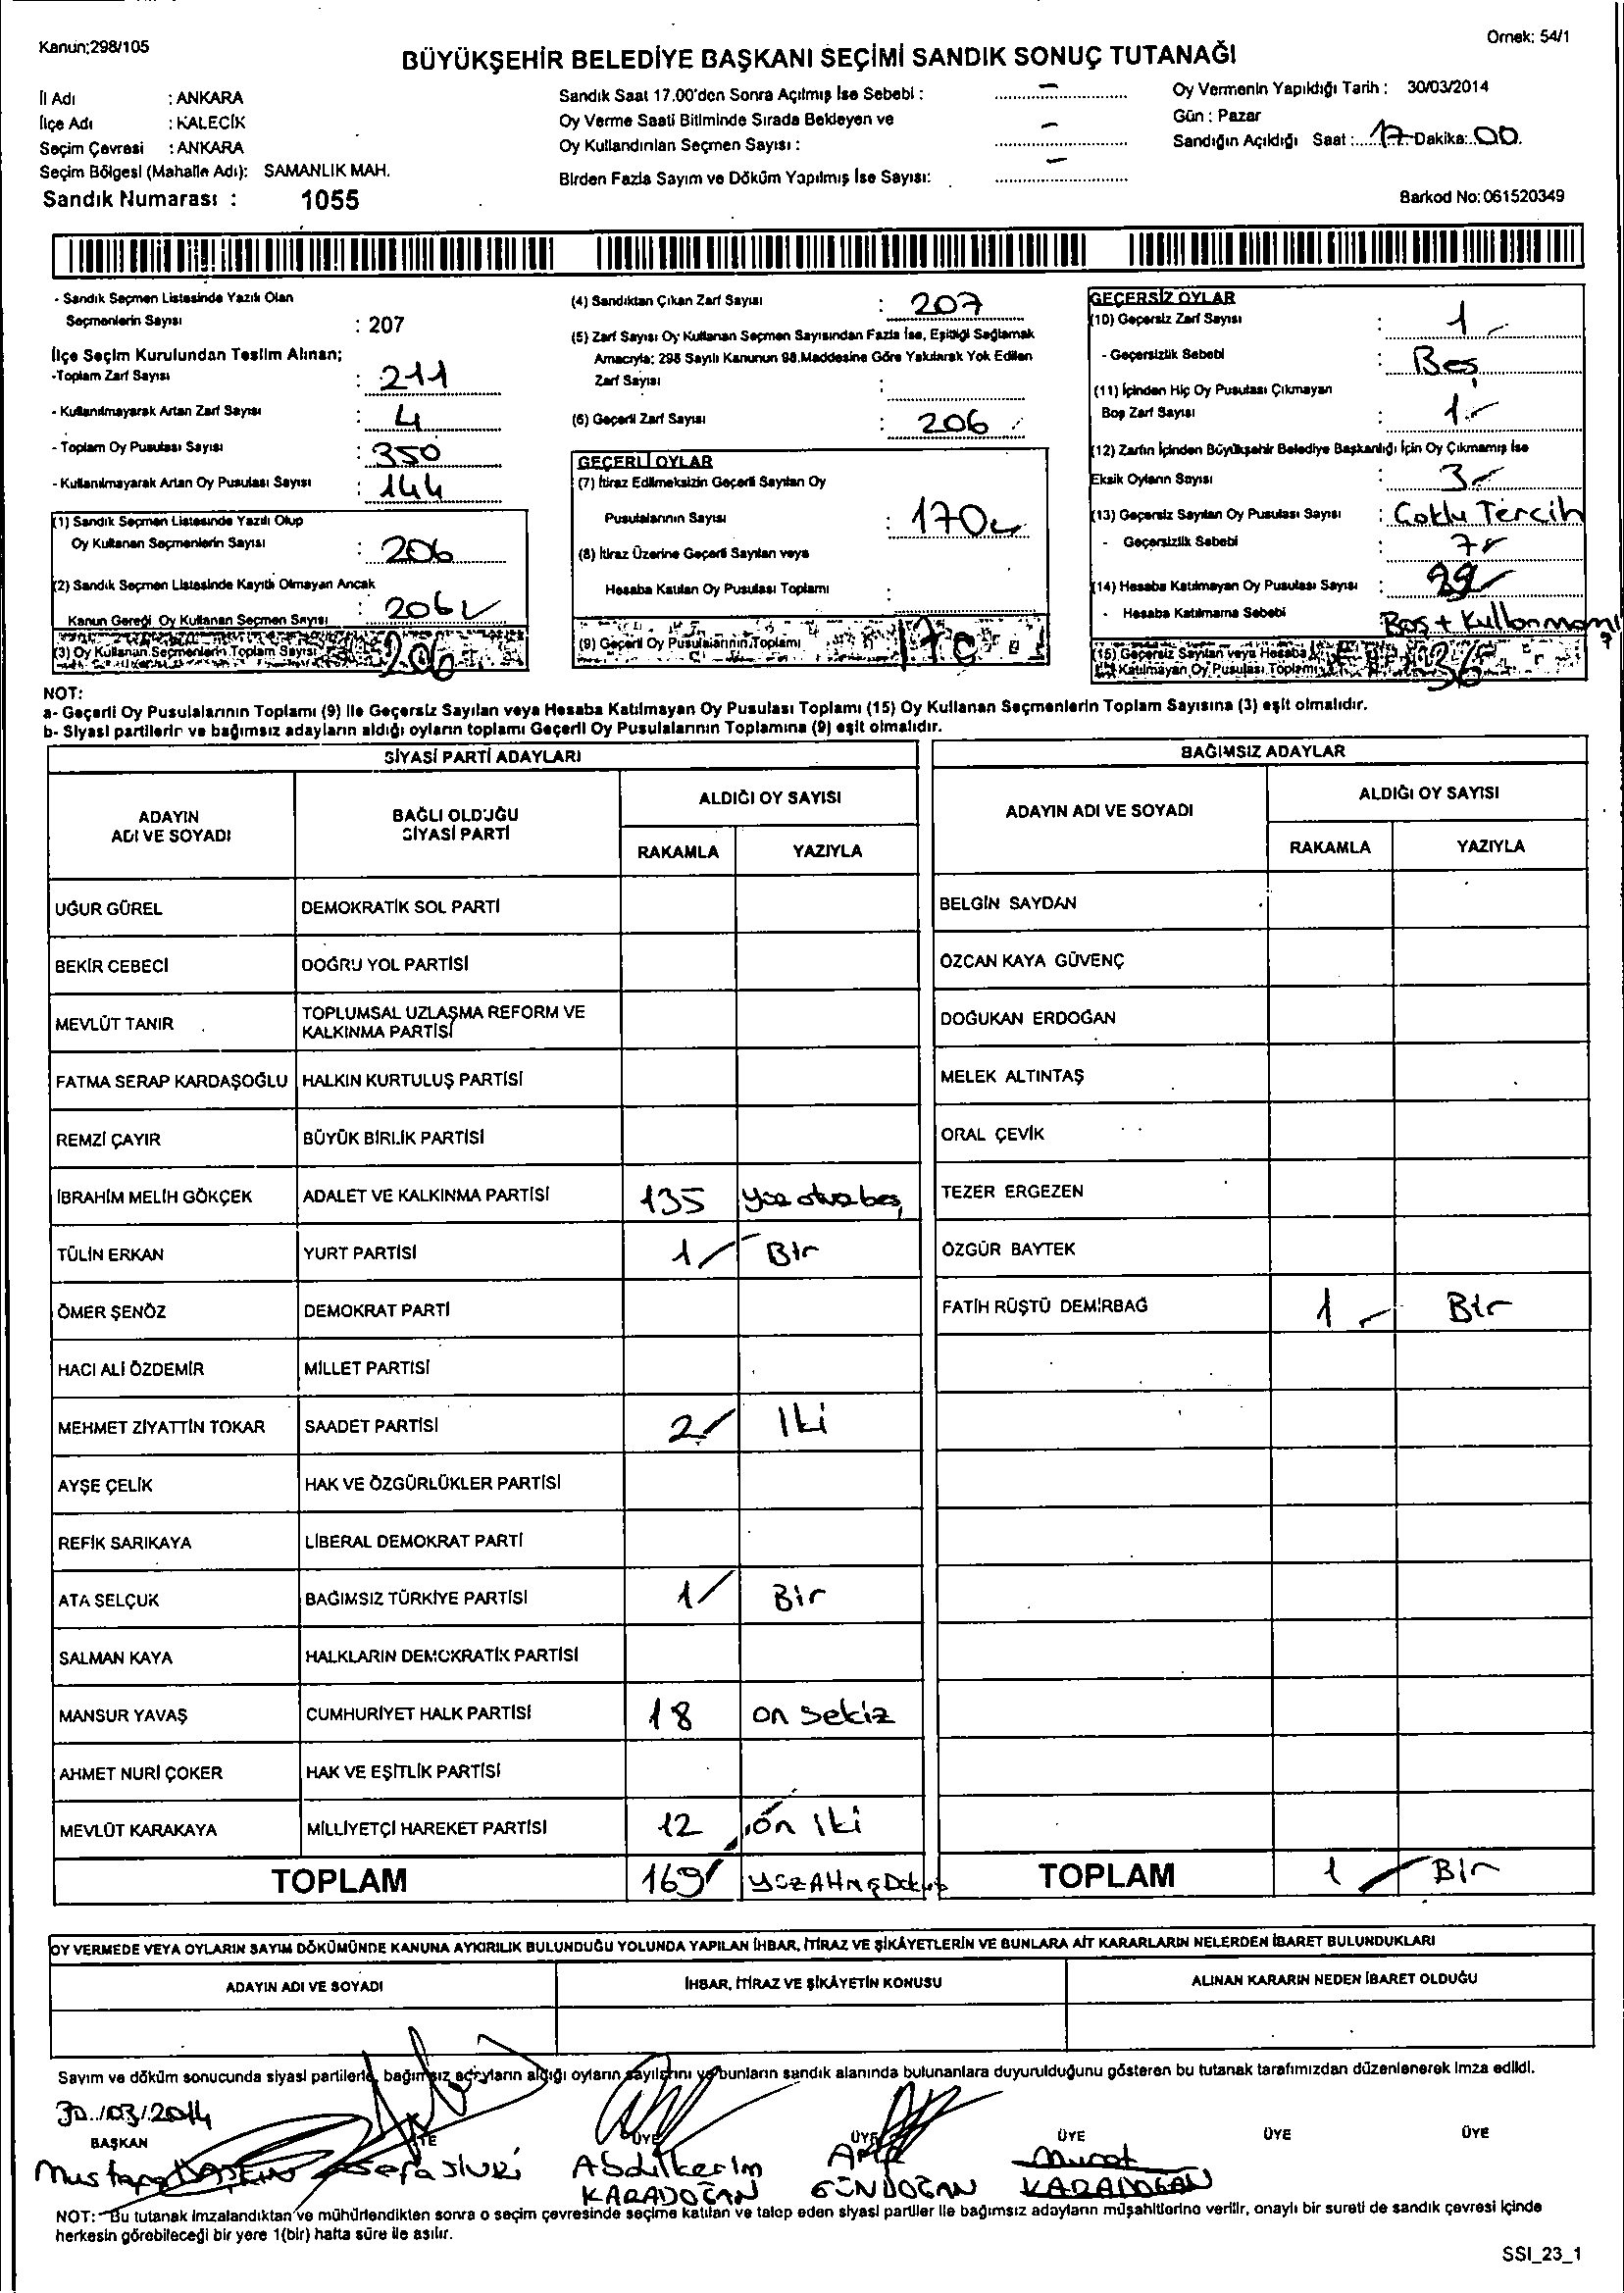 Kanun;298/105
Örnek: 54/1
BÜYÜKŞEHİR BELEDİYE BAŞKANI SEÇİMİ SANDIK SONUÇ TUTANAĞI
İl Adı : ANKARA
İlçe Adı : KALECİK
Seçim Çevresi : ANKARA
Seçim Bölgesi (Mahalle Adı): SAMANLIK MAH.
Sandık Numarası : 1055
Sandık Saat 17.00'den Sonra Açılmış İse Sebebi : –
Oy Verme Saati Bitiminde Sırada Bekleyen ve
Oy Kullandırılan Seçmen Sayısı : –
Birden Fazla Sayım ve Döküm Yapılmış İse Sayısı: –
Oy Vermenin Yapıldığı Tarih : 30/03/2014
Gün : Pazar
Sandığın Açıldığı Saat : 17 Dakika: 00
Barkod No: 061520349
- Sandık Seçmen Listesinde Yazılı Olan
Seçmenlerin Sayısı : 207
İlçe Seçim Kurulundan Teslim Alınan;
-Toplam Zarf Sayısı : 211
- Kullanılmayarak Artan Zarf Sayısı : 4
- Toplam Oy Pusulası Sayısı : 350
- Kullanılmayarak Artan Oy Pusulası Sayısı : 144
(1) Sandık Seçmen Listesinde Yazılı Olup
Oy Kullanan Seçmenlerin Sayısı : 206
(2) Sandık Seçmen Listesinde Kayıtlı Olmayan Ancak
Kanun Gereği Oy Kullanan Seçmen Sayısı : 206
(3) Oy Kullanan Seçmenlerin Toplam Sayısı 206
(4) Sandıktan Çıkan Zarf Sayısı : 207
(5) Zarf Sayısı Oy Kullanan Seçmen Sayısından Fazla İse, Eşitliği Sağlamak
Amacıyla; 298 Sayılı Kanunun 98.Maddesine Göre Yakılarak Yok Edilen
Zarf Sayısı :
(6) Geçerli Zarf Sayısı : 206
GEÇERLİ OYLAR
(7) İtiraz Edilmeksizin Geçerli Sayılan Oy
Pusulalarının Sayısı : 170
(8) İtiraz Üzerine Geçerli Sayılan veya
Hesaba Katılan Oy Pusulası Toplamı :
(9) Geçerli Oy Pusulalarının Toplamı 170
GEÇERSİZ OYLAR
(10) Geçersiz Zarf Sayısı : 1
- Geçersizlik Sebebi : Boş
(11) İçinden Hiç Oy Pusulası Çıkmayan
Boş Zarf Sayısı : 1
(12) Zarfın İçinden Büyükşehir Belediye Başkanlığı İçin Oy Çıkmamış İse
Eksik Oyların Sayısı : 3
(13) Geçersiz Sayılan Oy Pusulası Sayısı : Çoklu Tercih
- Geçersizlik Sebebi : 7
(14) Hesaba Katılmayan Oy Pusulası Sayısı :
- Hesaba Katılmama Sebebi Boş + Kullanmamış
(15) Geçersiz Sayılan veya Hesaba
Katılmayan Oy Pusulası Toplamı 36
NOT:
a- Geçerli Oy Pusulalarının Toplamı (9) ile Geçersiz Sayılan veya Hesaba Katılmayan Oy Pusulası Toplamı (15) Oy Kullanan Seçmenlerin Toplam Sayısına (3) eşit olmalıdır.
b- Siyasi partilerin ve bağımsız adayların aldığı oyların toplamı Geçerli Oy Pusulalarının Toplamına (9) eşit olmalıdır.
SİYASİ PARTİ ADAYLARI
ADAYIN ADI VE SOYADI
BAĞLI OLDUĞU SİYASİ PARTİ
ALDIĞI OY SAYISI
RAKAMLA YAZIYLA
UĞUR GÜREL DEMOKRATİK SOL PARTİ
BEKİR CEBECİ DOĞRU YOL PARTİSİ
MEVLÜT TANIR TOPLUMSAL UZLAŞMA REFORM VE
KALKINMA PARTİSİ
FATMA SERAP KARDAŞOĞLU HALKIN KURTULUŞ PARTİSİ
REMZİ ÇAYIR BÜYÜK BİRLİK PARTİSİ
İBRAHİM MELİH GÖKÇEK ADALET VE KALKINMA PARTİSİ 135 yüz otuz beş
TÜLİN ERKAN YURT PARTİSİ 1 Bir
ÖMER ŞENÖZ DEMOKRAT PARTİ
HACI ALİ ÖZDEMİR MİLLET PARTİSİ
MEHMET ZİYATTİN TOKAR SAADET PARTİSİ 2 İki
AYŞE ÇELİK HAK VE ÖZGÜRLÜKLER PARTİSİ
REFİK SARIKAYA LİBERAL DEMOKRAT PARTİ
ATA SELÇUK BAĞIMSIZ TÜRKİYE PARTİSİ 1 Bir
SALMAN KAYA HALKLARIN DEMOKRATİK PARTİSİ
MANSUR YAVAŞ CUMHURİYET HALK PARTİSİ 18 on sekiz
AHMET NURİ ÇOKER HAK VE EŞİTLİK PARTİSİ
MEVLÜT KARAKAYA MİLLİYETÇİ HAREKET PARTİSİ 12 on iki
TOPLAM 169 yüzAltmışDokuz
BAĞIMSIZ ADAYLAR
ADAYIN ADI VE SOYADI
ALDIĞI OY SAYISI
RAKAMLA YAZIYLA
BELGİN SAYDAN
ÖZCAN KAYA GÜVENÇ
DOĞUKAN ERDOĞAN
MELEK ALTINTAŞ
ORAL ÇEVİK
TEZER ERGEZEN
ÖZGÜR BAYTEK
FATİH RÜŞTÜ DEMİRBAĞ 1 Bir
TOPLAM 1 Bir
OY VERMEDE VEYA OYLARIN SAYIM DÖKÜMÜNDE KANUNA AYKIRILIK BULUNDUĞU YOLUNDA YAPILAN İHBAR, İTİRAZ VE ŞİKÂYETLERİN VE BUNLARA AİT KARARLARIN NELERDEN İBARET BULUNDUKLARI
ADAYIN ADI VE SOYADI İHBAR, İTİRAZ VE ŞİKÂYETİN KONUSU ALINAN KARARIN NEDEN İBARET OLDUĞU
Sayım ve döküm sonucunda siyasi partilerle, bağımsız adayların aldığı oyların sayılarını ve bunların sandık alanında bulunanlara duyurulduğunu gösteren bu tutanak tarafımızdan düzenlenerek imza edildi.
30/03/2014
BAŞKAN ÜYE ÜYE ÜYE ÜYE ÜYE ÜYE
Mustafa Sefa SİVRİ Abdilkerim KARADOĞAN Arif GÜNDOĞAN Murat KARADOĞAN
NOT: Bu tutanak imzalandıktan ve mühürlendikten sonra o seçim çevresinde seçime katılan ve talep eden siyasi partiler ile bağımsız adayların müşahitlerine verilir, onaylı bir sureti de sandık çevresi içinde
herkesin görebileceği bir yere 1(bir) hafta süre ile asılır.
SSI_23_1